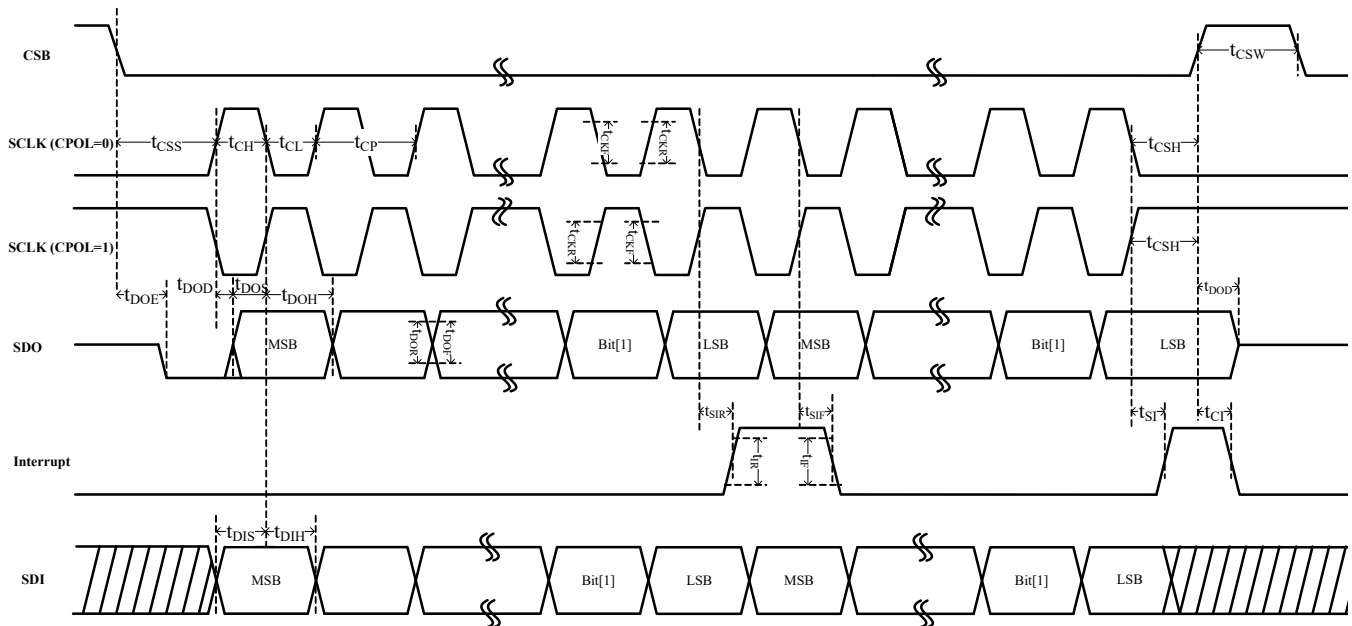 CSB
tCSW
SCLK (CPOL=0)
tCSS tCH tCL tCP tCKF tCKR tCSH
SCLK (CPOL=1)
tCKR tCKF tCSH
tDOE tDOD tDOS tDOH tDOD
SDO
MSB tDOR tDOF Bit[1] LSB MSB Bit[1] LSB
tSIR tSIF tSI tCI
Interrupt
tIR tIF
tDIS tDIH
SDI
MSB Bit[1] LSB MSB Bit[1] LSB